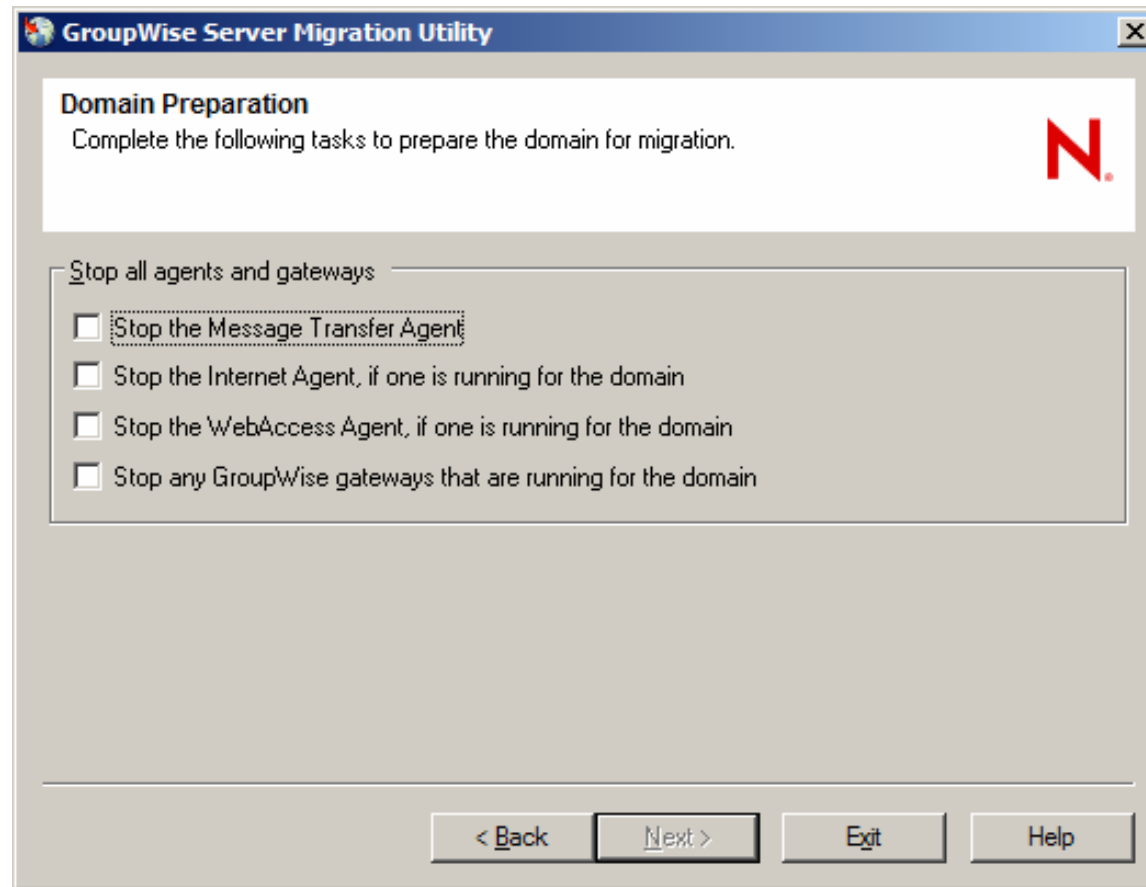 GroupWise Server Migration Utility
Domain Preparation
Complete the following tasks to prepare the domain for migration.
N.
Stop all agents and gateways
Stop the Message Transfer Agent
Stop the Internet Agent, if one is running for the domain
Stop the WebAccess Agent, if one is running for the domain
Stop any GroupWise gateways that are running for the domain
< Back Next > Exit Help